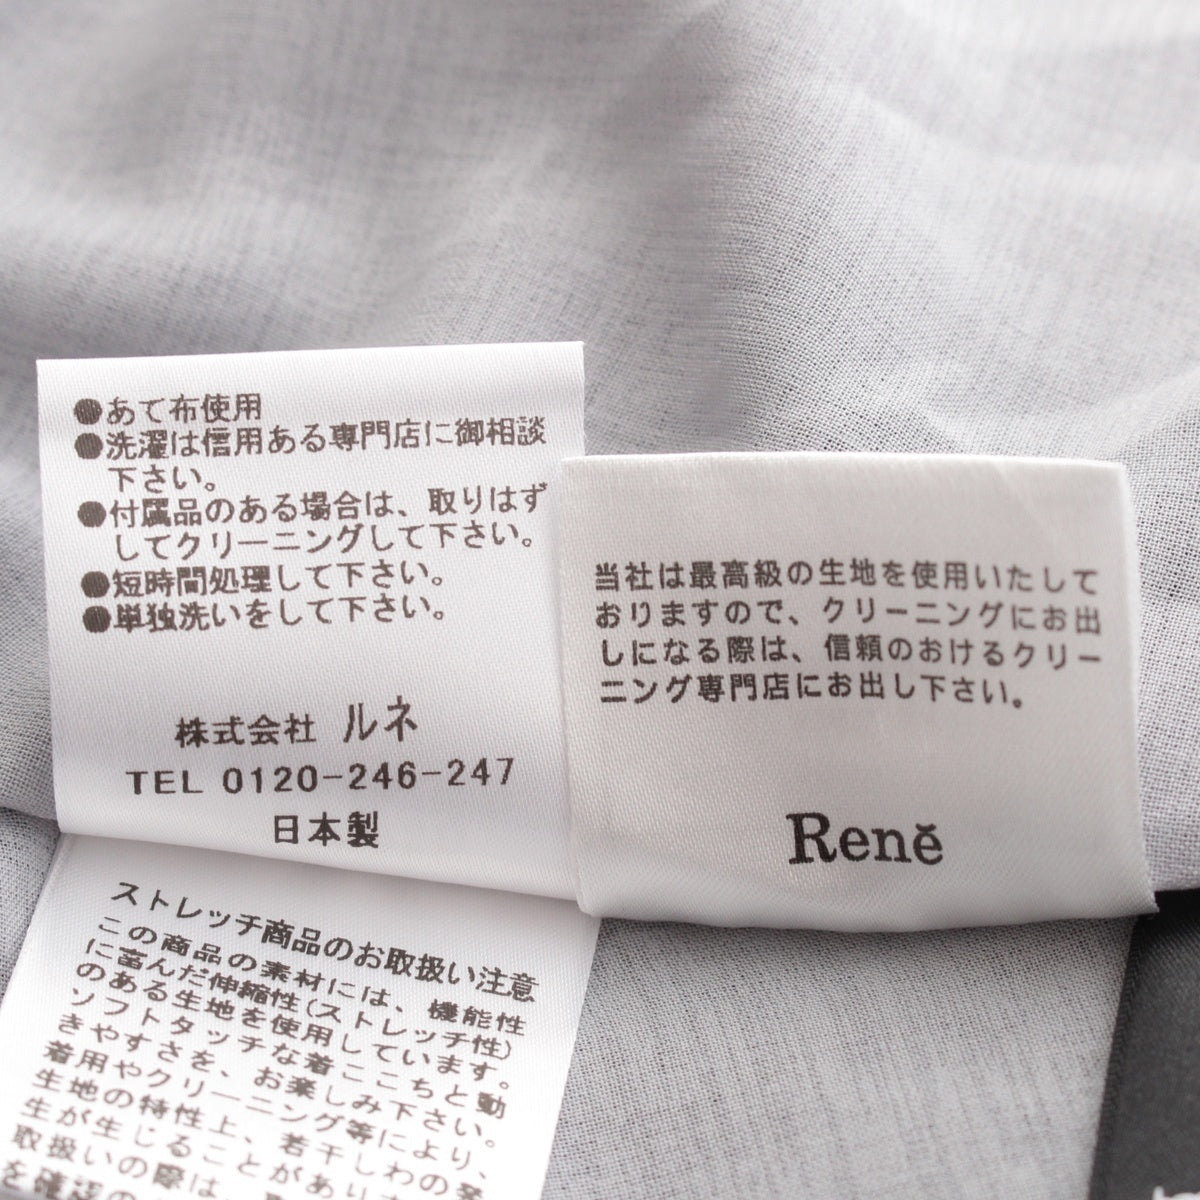 ●あて布使用
●洗濯は信用ある専門店に御相談
下さい。
●付属品のある場合は、取りはず
してクリーニングして下さい。
●短時間処理して下さい。
●単独洗いをして下さい。
株式会社 ルネ
TEL 0120-246-247
日本製
当社は最高級の生地を使用いたして
おりますので、クリーニングにお出
しになる際は、信頼のおけるクリー
ニング専門店にお出し下さい。
Renĕ
ストレッチ商品のお取扱い注意
この商品の素材には、機能性
に富んだ伸縮性(ストレッチ性)
のある生地を使用しています。
ソフトタッチな着ここちと動
きやすさを、お楽しみ下さい。
着用やクリーニング等により、
生地の特性上、若干しわの発
生が生じることがあります
取扱いの際は、
を確認の